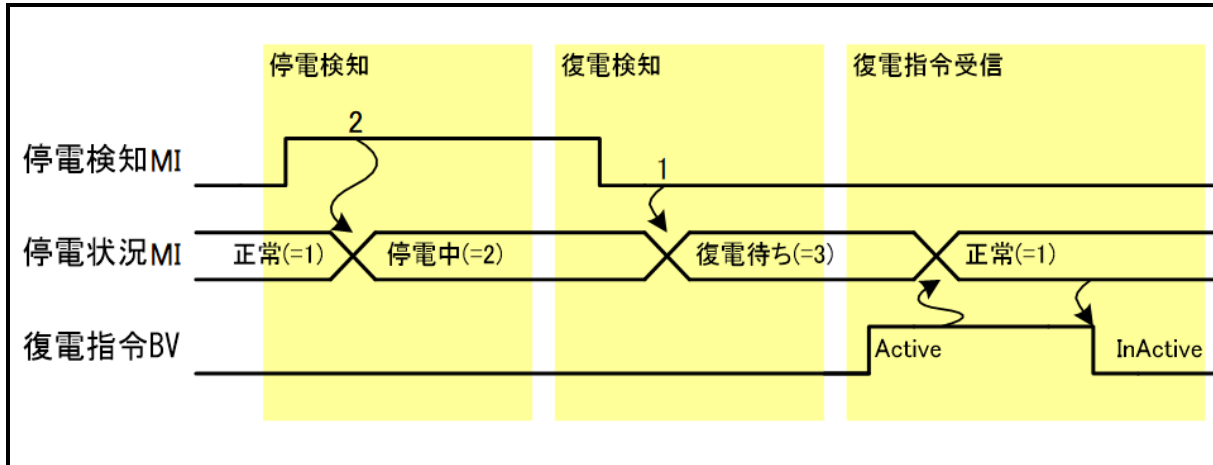 停電検知
復電検知
復電指令受信
停電検知MI
2
1
停電状況MI
正常(=1)
停電中(=2)
復電待ち(=3)
正常(=1)
復電指令BV
Active
InActive